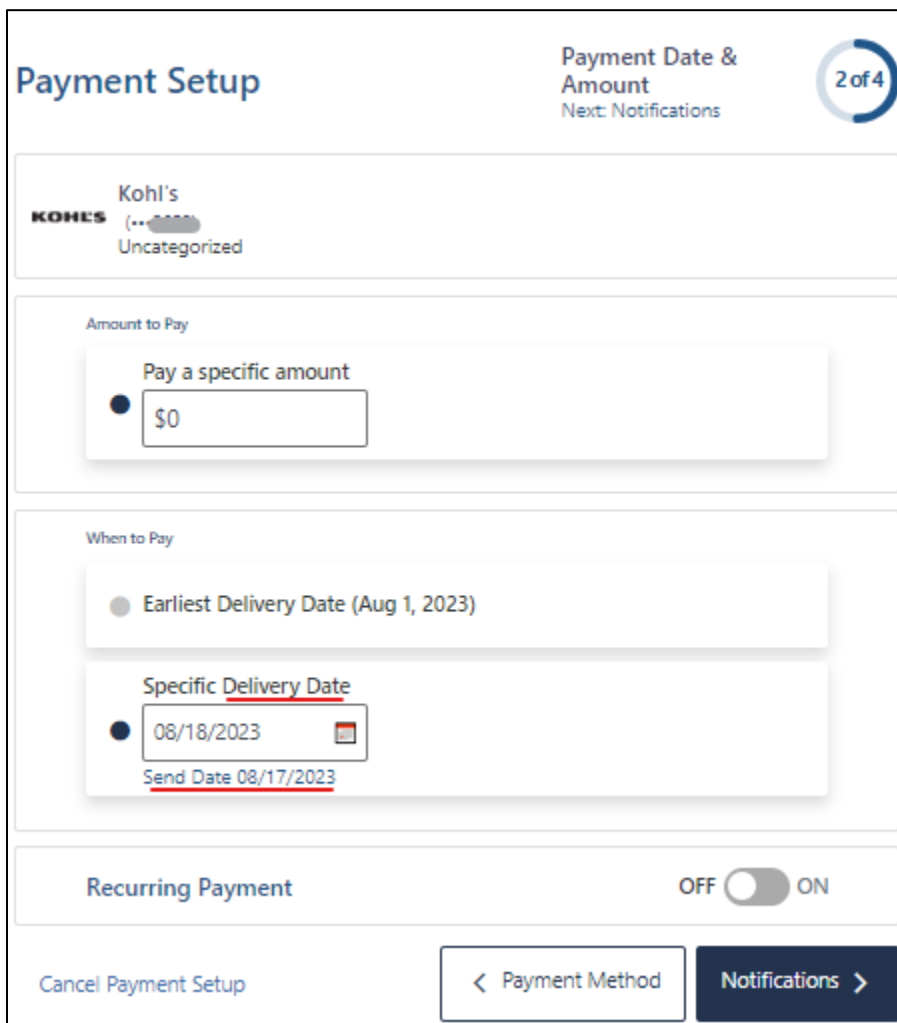 Payment Setup
Payment Date &
Amount
Next: Notifications
2 of 4
Kohl's
KOHL'S
Uncategorized
Amount to Pay
Pay a specific amount
$0
When to Pay
Earliest Delivery Date (Aug 1, 2023)
Specific Delivery Date
08/18/2023
Send Date 08/17/2023
Recurring Payment
OFF ON
Cancel Payment Setup
< Payment Method
Notifications >